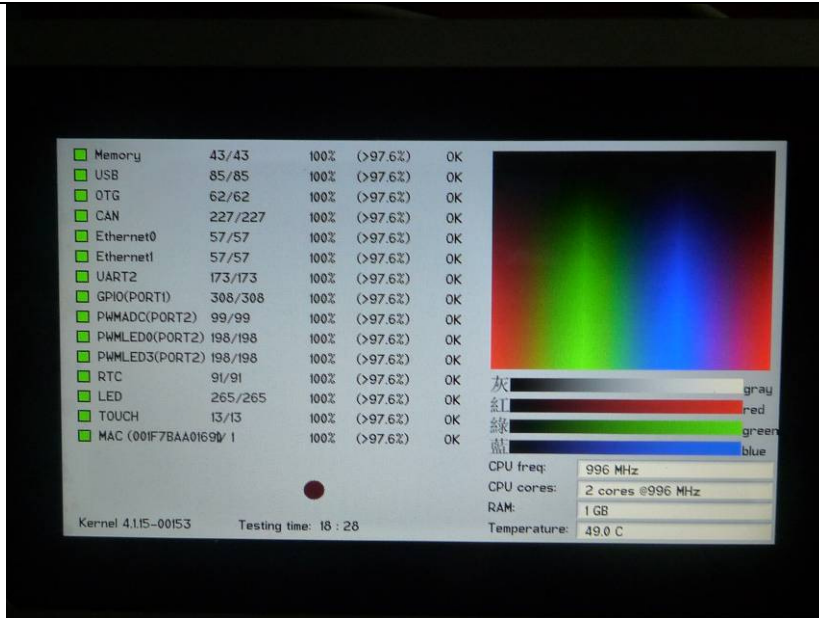 Memory 43/43 100% (>97.6%) OK
USB 85/85 100% (>97.6%) OK
OTG 62/62 100% (>97.6%) OK
CAN 227/227 100% (>97.6%) OK
Ethernet0 57/57 100% (>97.6%) OK
Ethernet1 57/57 100% (>97.6%) OK
UART2 173/173 100% (>97.6%) OK
GPIO(PORT1) 308/308 100% (>97.6%) OK
PWMADC(PORT2) 99/99 100% (>97.6%) OK
PWMLED0(PORT2) 198/198 100% (>97.6%) OK
PWMLED3(PORT2) 198/198 100% (>97.6%) OK
RTC 91/91 100% (>97.6%) OK
LED 265/265 100% (>97.6%) OK
TOUCH 13/13 100% (>97.6%) OK
MAC (001F7BAA0169 / 1 100% (>97.6%) OK
Kernel 4.1.15-00153 Testing time: 18 : 28
灰 gray
紅 red
綠 green
藍 blue
CPU freq: 996 MHz
CPU cores: 2 cores @996 MHz
RAM: 1 GB
Temperature: 49.0 C